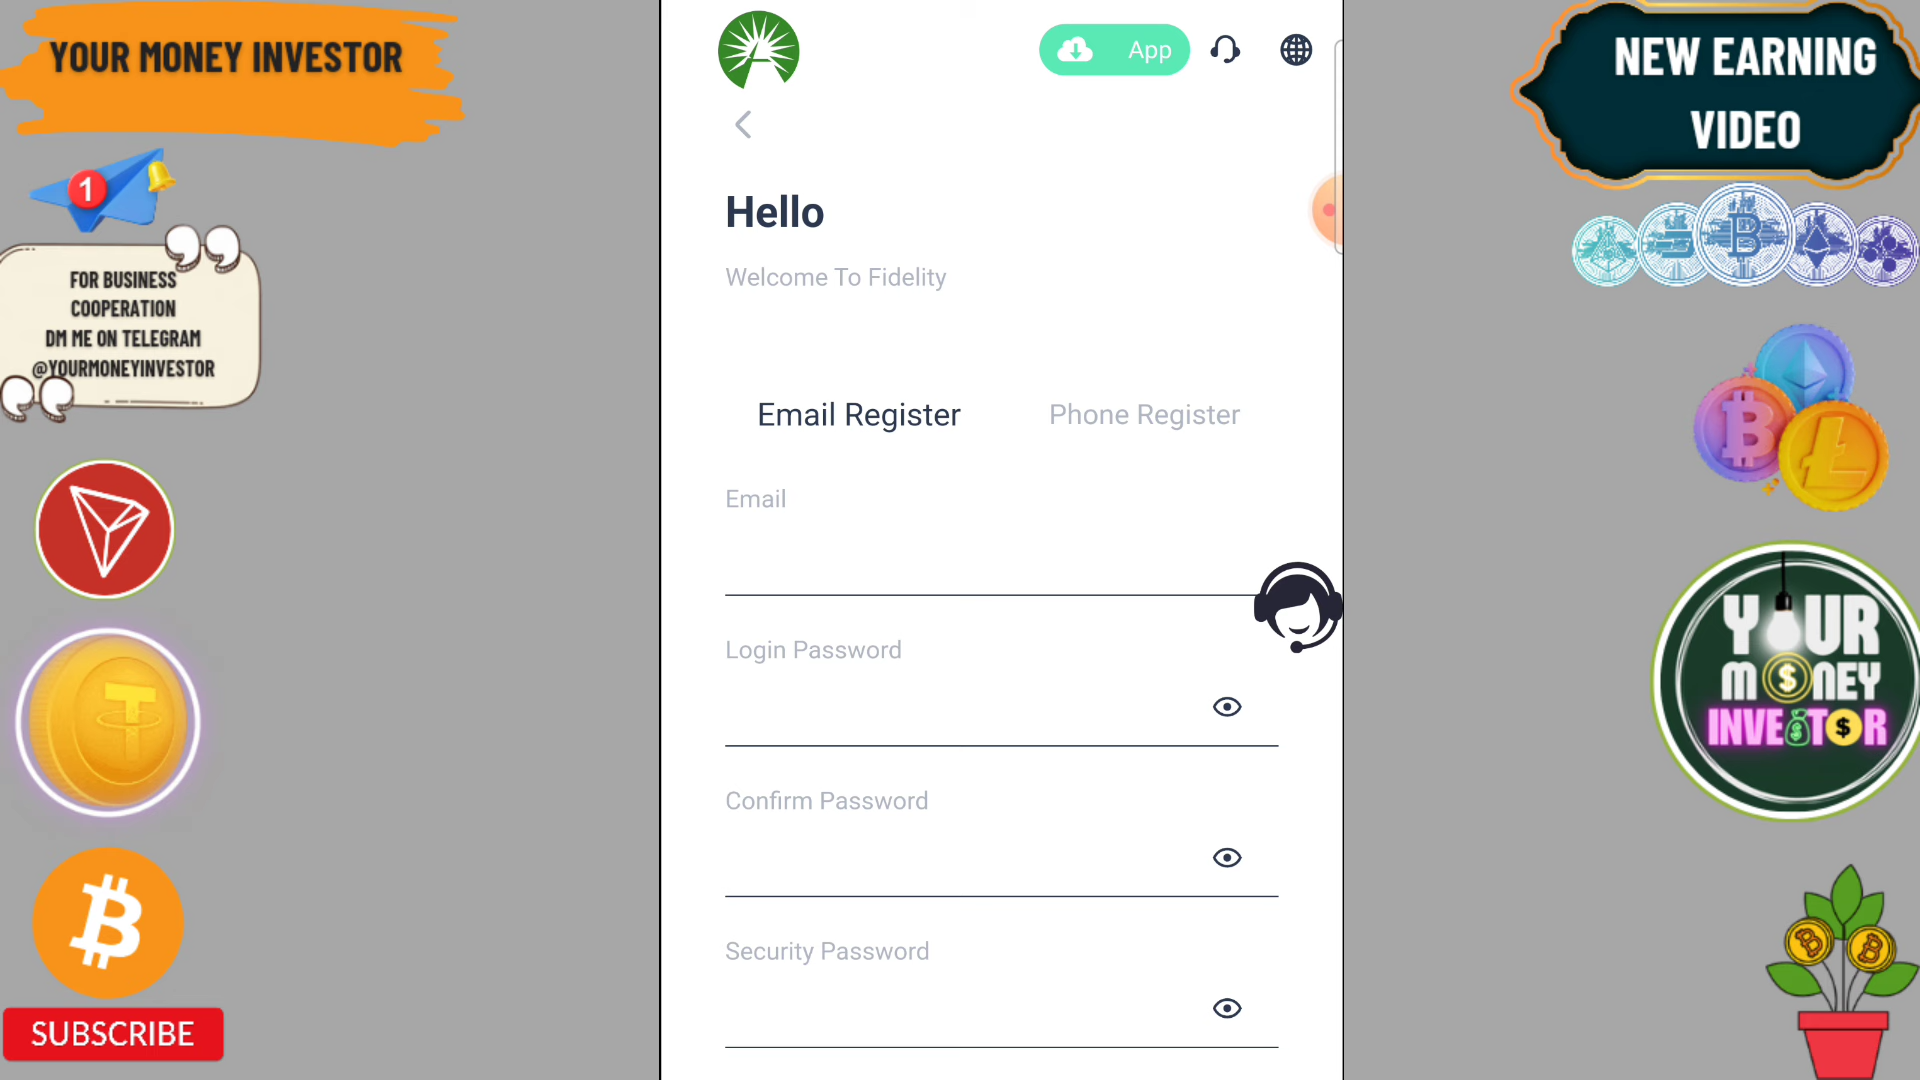 YOUR MONEY INVESTOR
1
FOR BUSINESS
COOPERATION
DM ME ON TELEGRAM
@YOURMONEYINVESTOR
SUBSCRIBE
App
Hello
Welcome To Fidelity
Email Register
Phone Register
Email
Login Password
Confirm Password
Security Password
NEW EARNING
VIDEO
YOUR
MONEY
INVESTOR